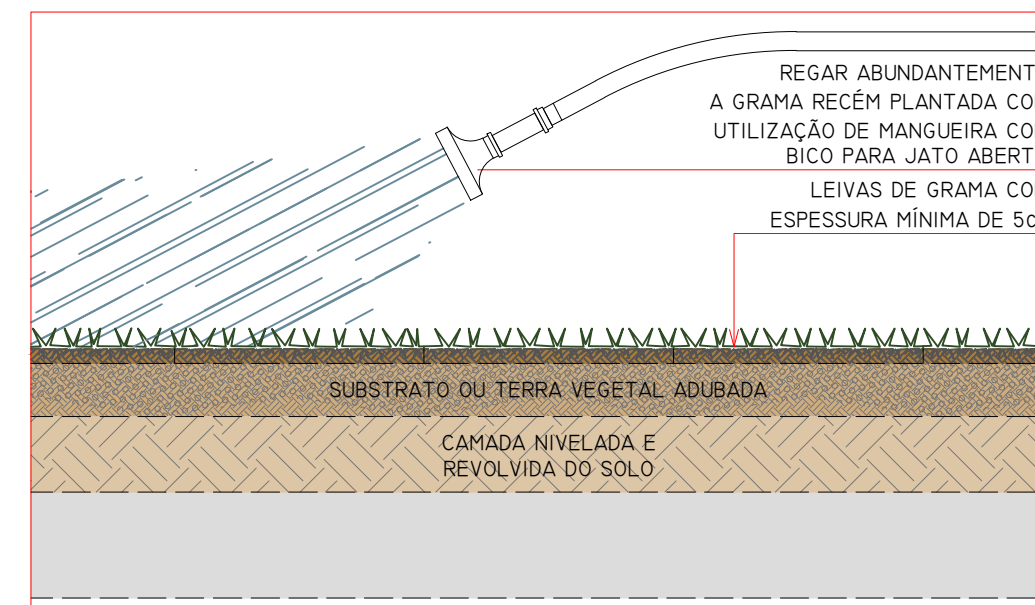 REGAR ABUNDANTEMENT
A GRAMA RECÉM PLANTADA CO
UTILIZAÇÃO DE MANGUEIRA CO
BICO PARA JATO ABERT
LEIVAS DE GRAMA CO
ESPESSURA MÍNIMA DE 5c
SUBSTRATO OU TERRA VEGETAL ADUBADA
CAMADA NIVELADA E
REVOLVIDA DO SOLO